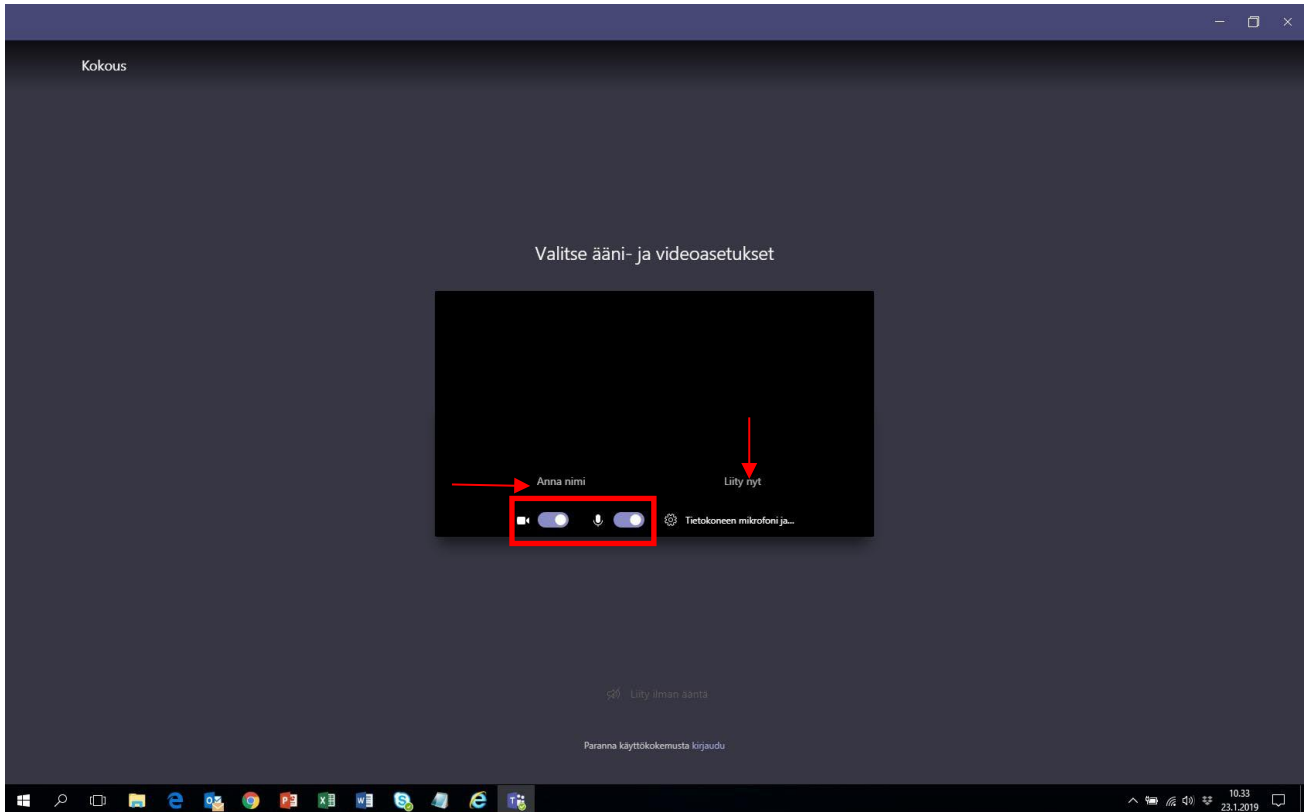 Kokous
Valitse ääni- ja videoasetukset
Anna nimi
Liity nyt
Tietokoneen mikrofoni ja...
Liity ilman ääntä
Paranna käyttökokemusta kirjaudu
10.33
23.1.2019